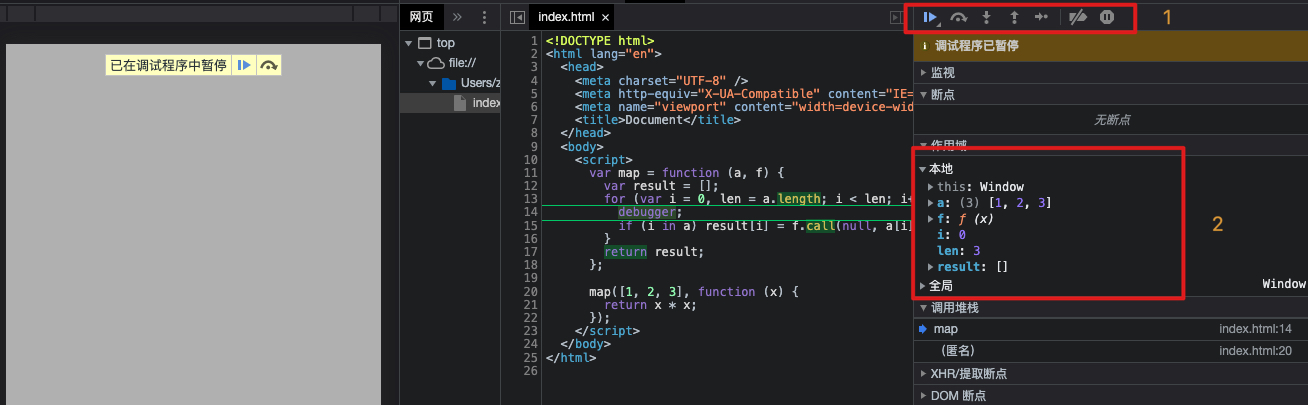 已在调试程序中暂停
网页
top
file://
Users/z
index
index.html
1 <!DOCTYPE html>
2 <html lang="en">
3 <head>
4 <meta charset="UTF-8" />
5 <meta http-equiv="X-UA-Compatible" content="IE=
6 <meta name="viewport" content="width=device-wid
7 <title>Document</title>
8 </head>
9 <body>
10 <script>
11 var map = function (a, f) {
12 var result = [];
13 for (var i = 0, len = a.length; i < len; i+
14 debugger;
15 if (i in a) result[i] = f.call(null, a[i]
16 }
17 return result;
18 };
19
20 map([1, 2, 3], function (x) {
21 return x * x;
22 });
23 </script>
24 </body>
25 </html>
26
1
调试程序已暂停
监视
断点
无断点
作用域
本地
this: Window
a: (3) [1, 2, 3]
f: ƒ (x)
i: 0
len: 3
result: []
2
全局 Window
调用堆栈
map index.html:14
(匿名) index.html:20
XHR/提取断点
DOM 断点